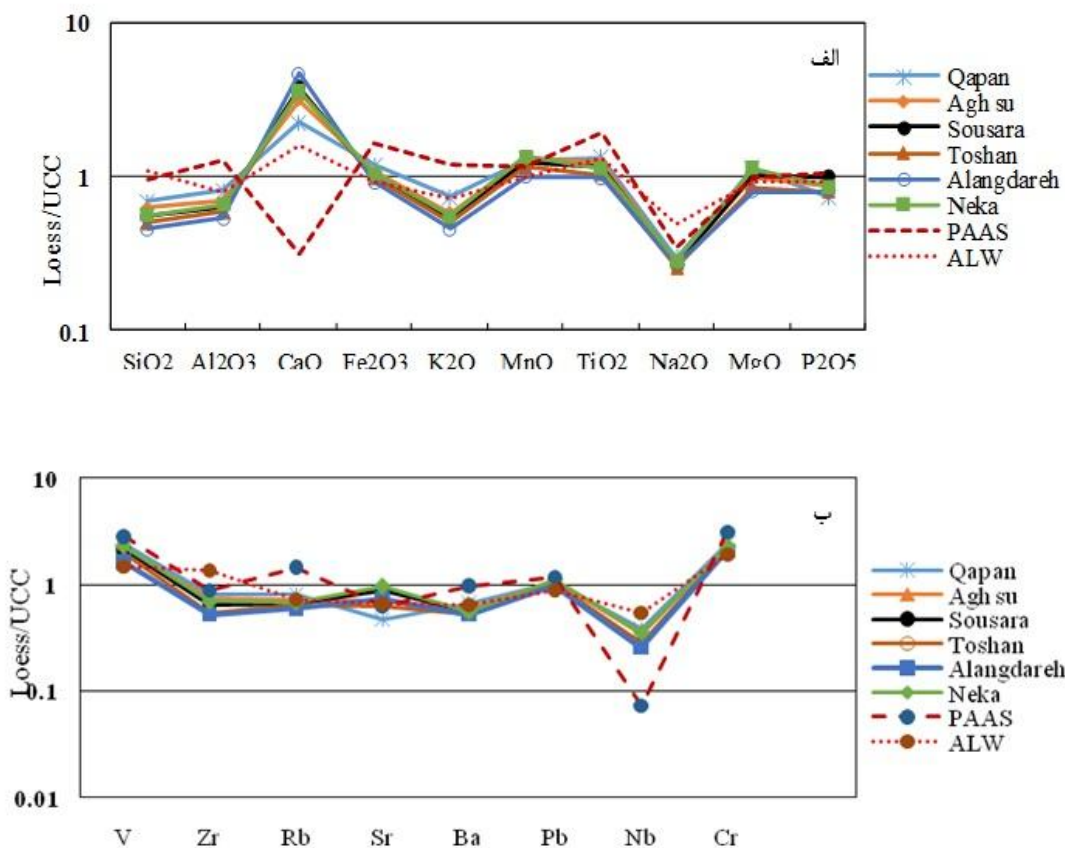 10
الف
Qapan
Agh su
Sousara
Toshan
Alangdareh
Neka
PAAS
ALW
1
0.1
Loess/UCC
SiO2 Al2O3 CaO Fe2O3 K2O MnO TiO2 Na2O MgO P2O5
10
ب
Qapan
Agh su
Sousara
Toshan
Alangdareh
Neka
PAAS
ALW
1
0.1
0.01
Loess/UCC
V Zr Rb Sr Ba Pb Nb Cr